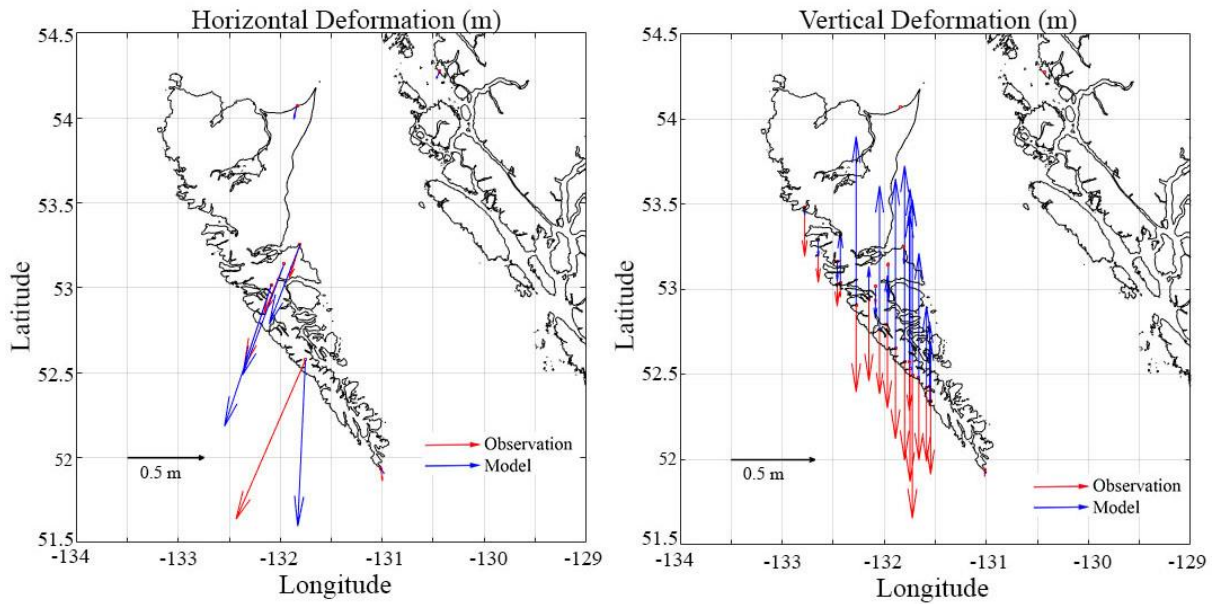 Horizontal Deformation (m)
54.5
54
53.5
53
52.5
52
51.5
Latitude
0.5 m
Observation
Model
-134
-133
-132
-131
-130
-129
Longitude
Vertical Deformation (m)
54.5
54
53.5
53
52.5
52
51.5
Latitude
0.5 m
Observation
Model
-134
-133
-132
-131
-130
-129
Longitude